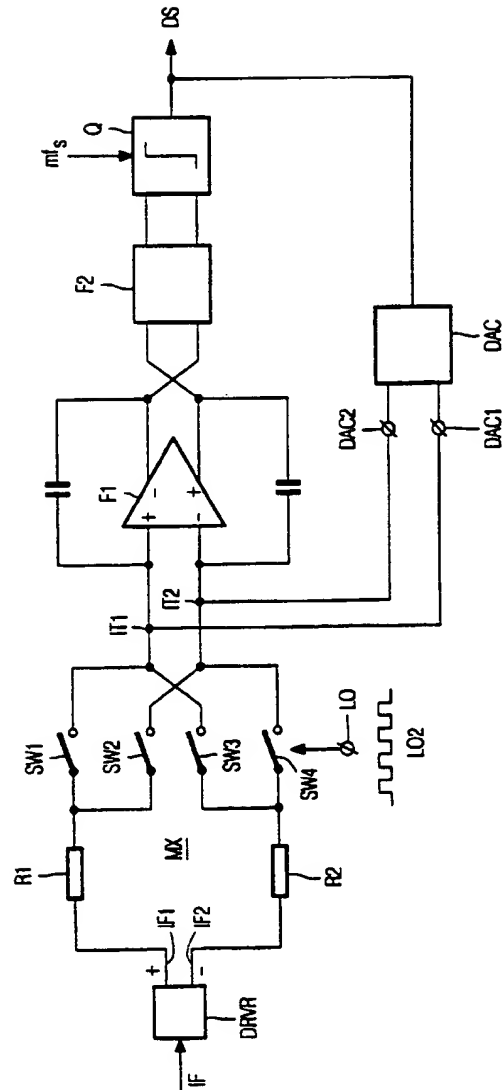 IF
DRVR
+
-
IF1
IF2
R1
R2
MX
SW1
SW2
SW3
SW4
LO
LO2
IT1
IT2
+
-
-
+
F1
F2
mfs
Q
DS
DAC2
DAC1
DAC